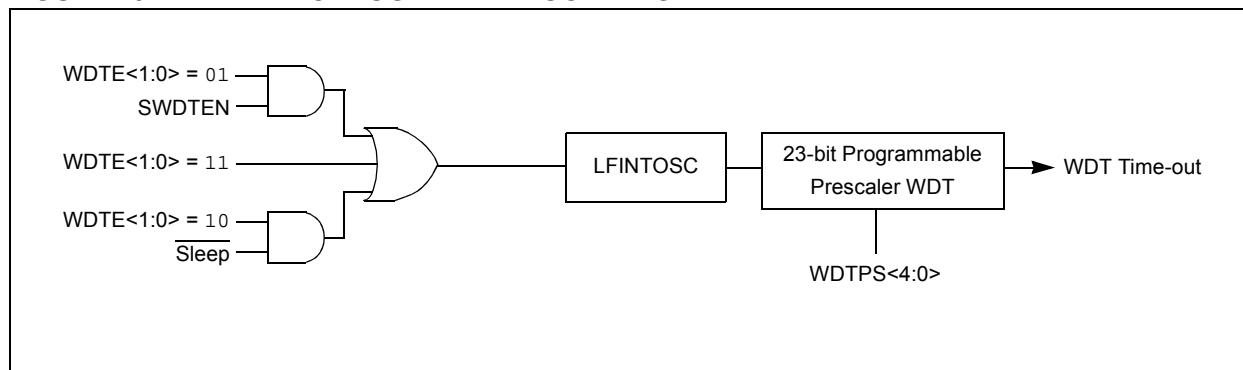 WDTE<1:0> = 01
SWDTEN
WDTE<1:0> = 11
WDTE<1:0> = 10
Sleep
LFINTOSC
23-bit Programmable
Prescaler WDT
WDT Time-out
WDTPS<4:0>